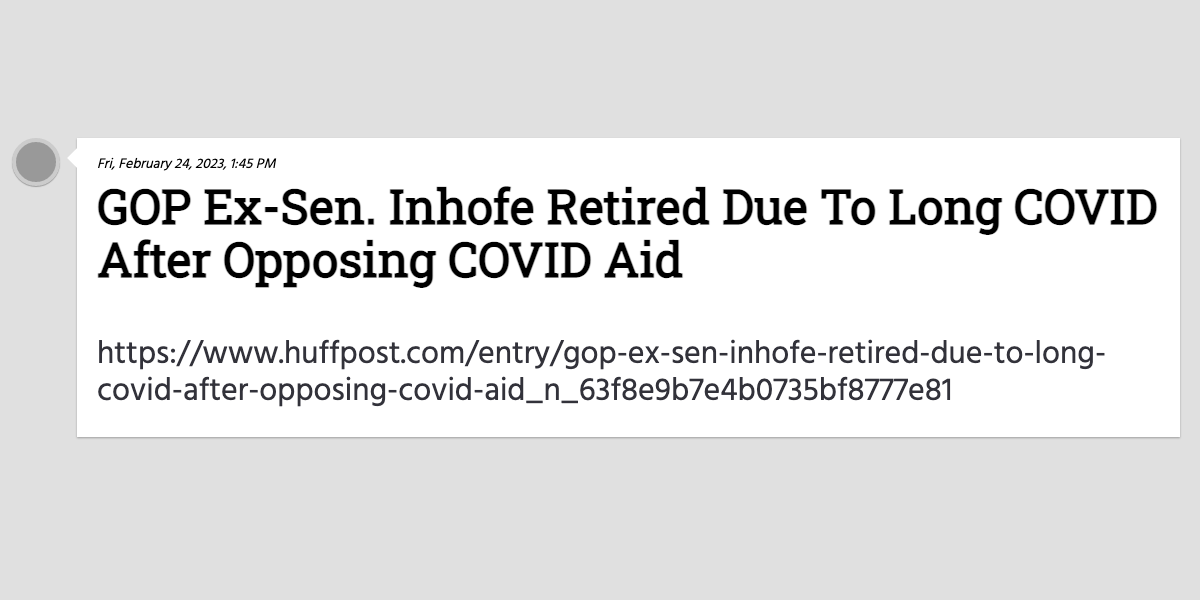 Fri, February 24, 2023, 1:45 PM
GOP Ex-Sen. Inhofe Retired Due To Long COVID
After Opposing COVID Aid
https://www.huffpost.com/entry/gop-ex-sen-inhofe-retired-due-to-long-
covid-after-opposing-covid-aid_n_63f8e9b7e4b0735bf8777e81